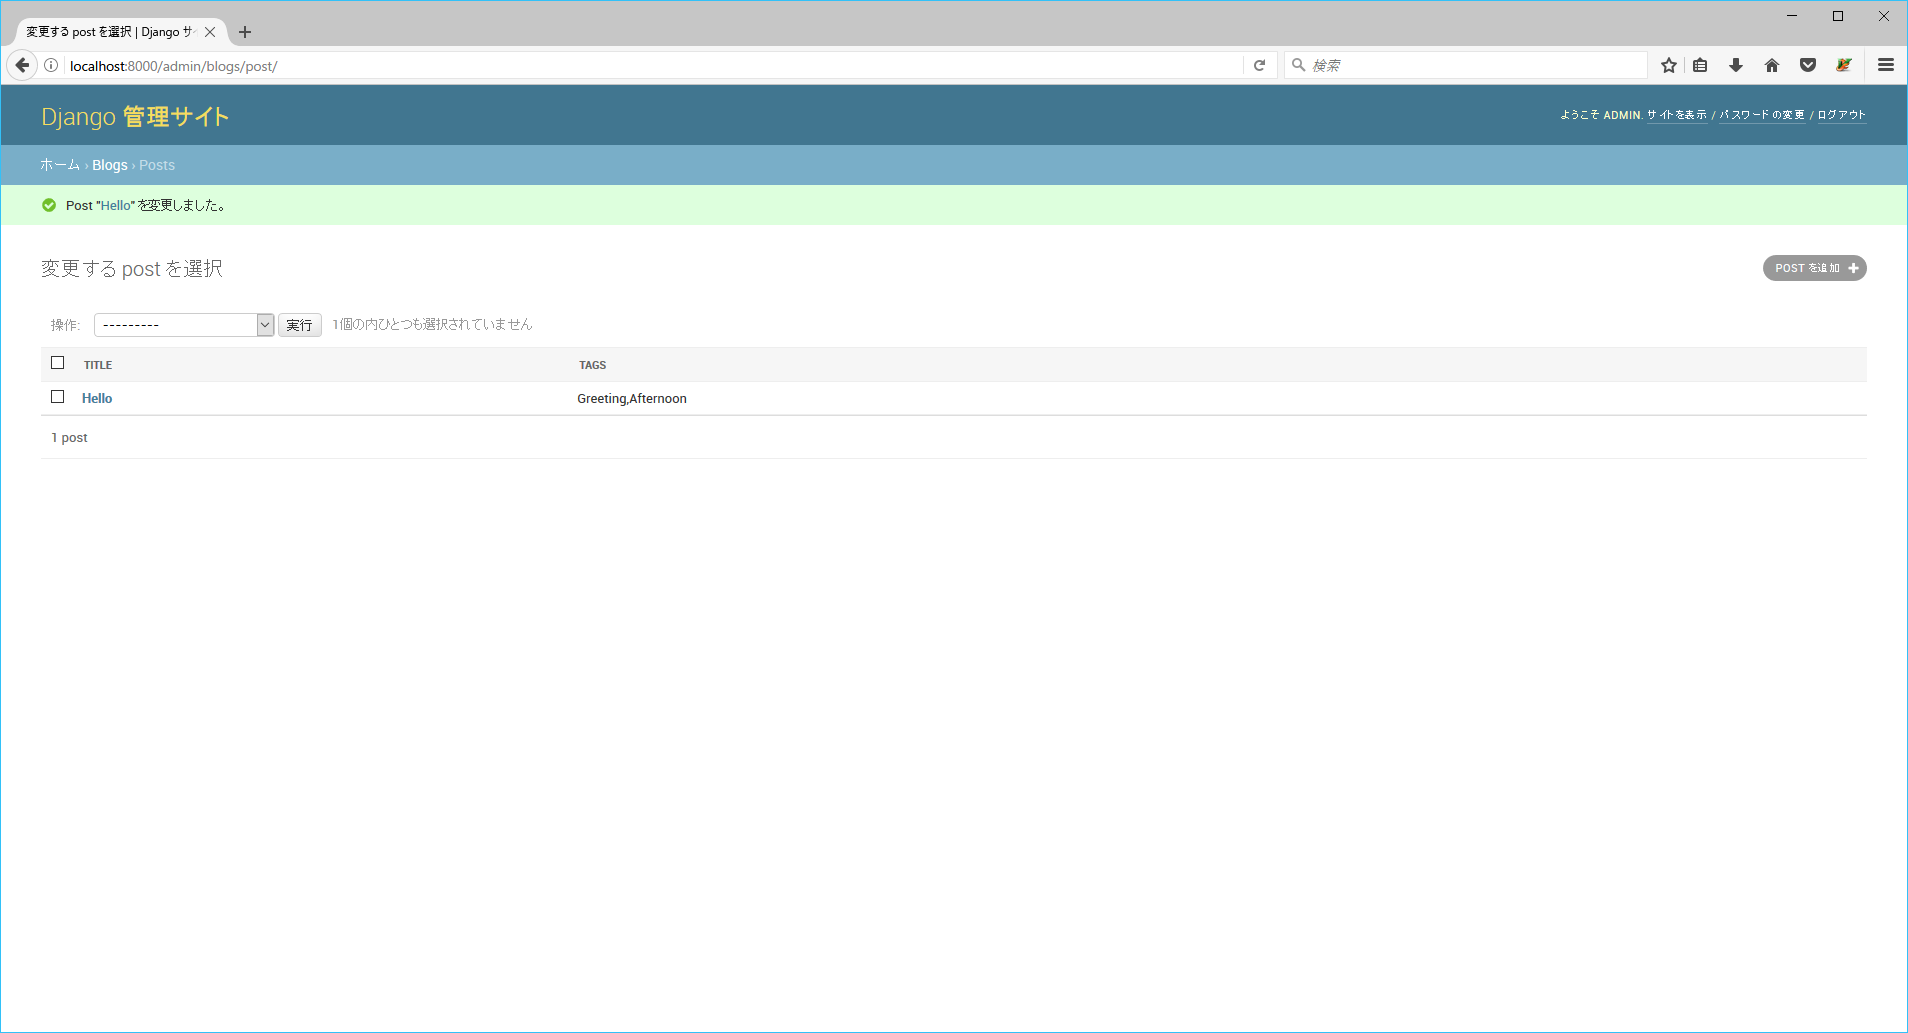 変更する post を選択 | Django サ
localhost:8000/admin/blogs/post/
検索
Django 管理サイト
ようこそ ADMIN. サイトを表示 / パスワードの変更 / ログアウト
ホーム › Blogs › Posts
Post "Hello" を変更しました。
変更する post を選択
POST を追加
操作: --------- 実行 1個の内ひとつも選択されていません
TITLE TAGS
Hello Greeting,Afternoon
1 post